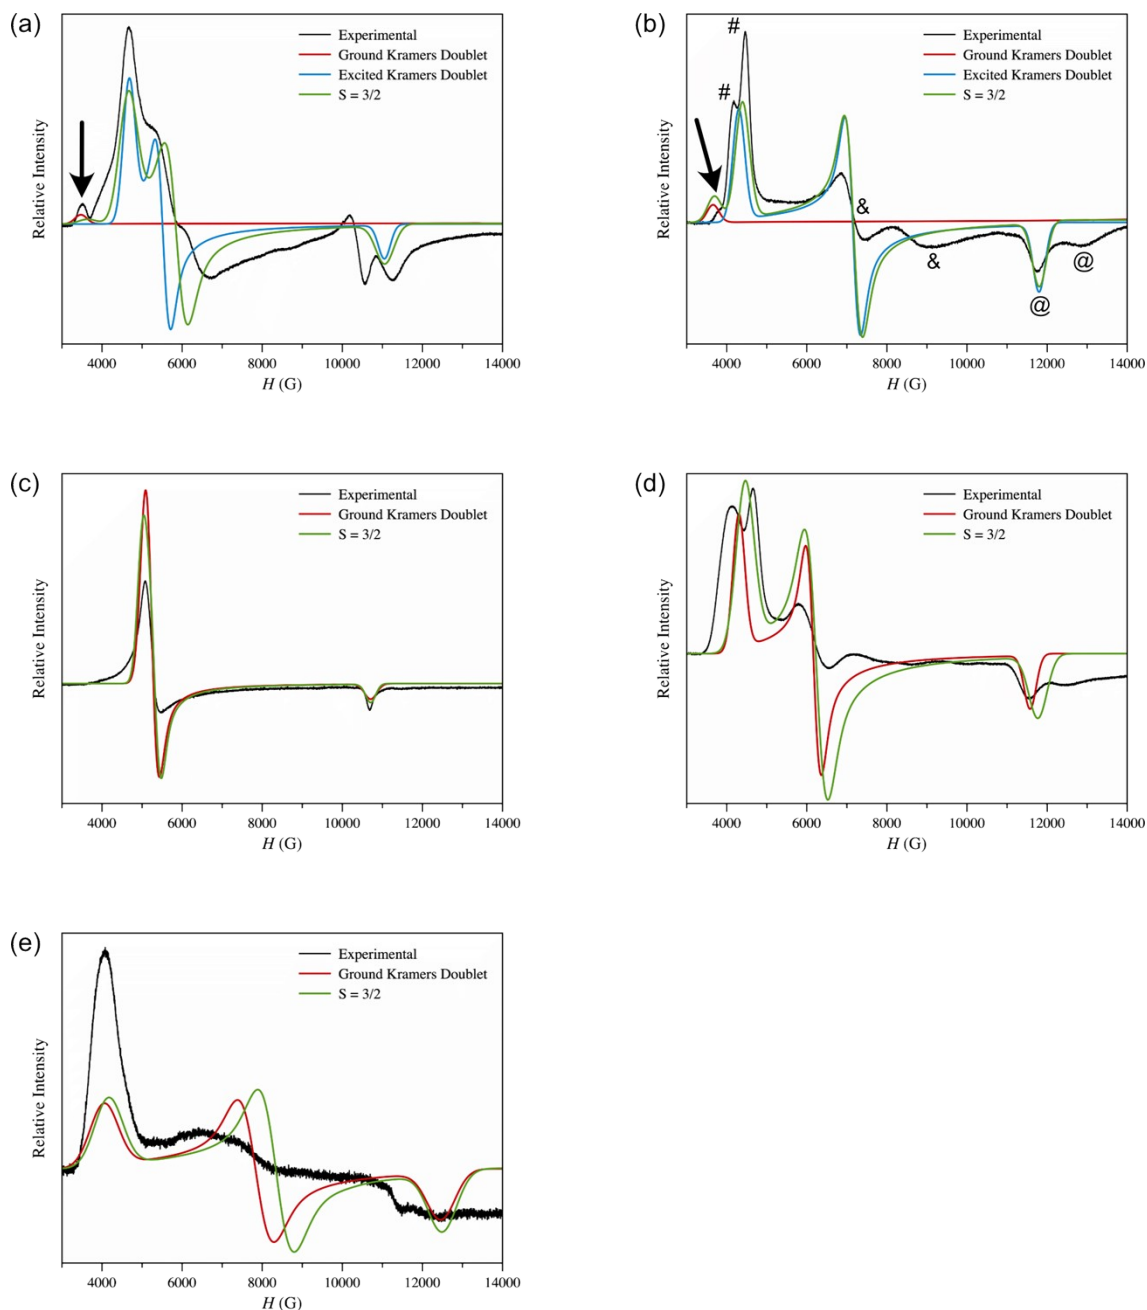 (a)
Relative Intensity
Experimental
Ground Kramers Doublet
Excited Kramers Doublet
S = 3/2
4000 6000 8000 10000 12000 14000
H (G)
(b)
Relative Intensity
#
#
&
&
@
@
Experimental
Ground Kramers Doublet
Excited Kramers Doublet
S = 3/2
4000 6000 8000 10000 12000 14000
H (G)
(c)
Relative Intensity
Experimental
Ground Kramers Doublet
S = 3/2
4000 6000 8000 10000 12000 14000
H (G)
(d)
Relative Intensity
Experimental
Ground Kramers Doublet
S = 3/2
4000 6000 8000 10000 12000 14000
H (G)
(e)
Relative Intensity
Experimental
Ground Kramers Doublet
S = 3/2
4000 6000 8000 10000 12000 14000
H (G)